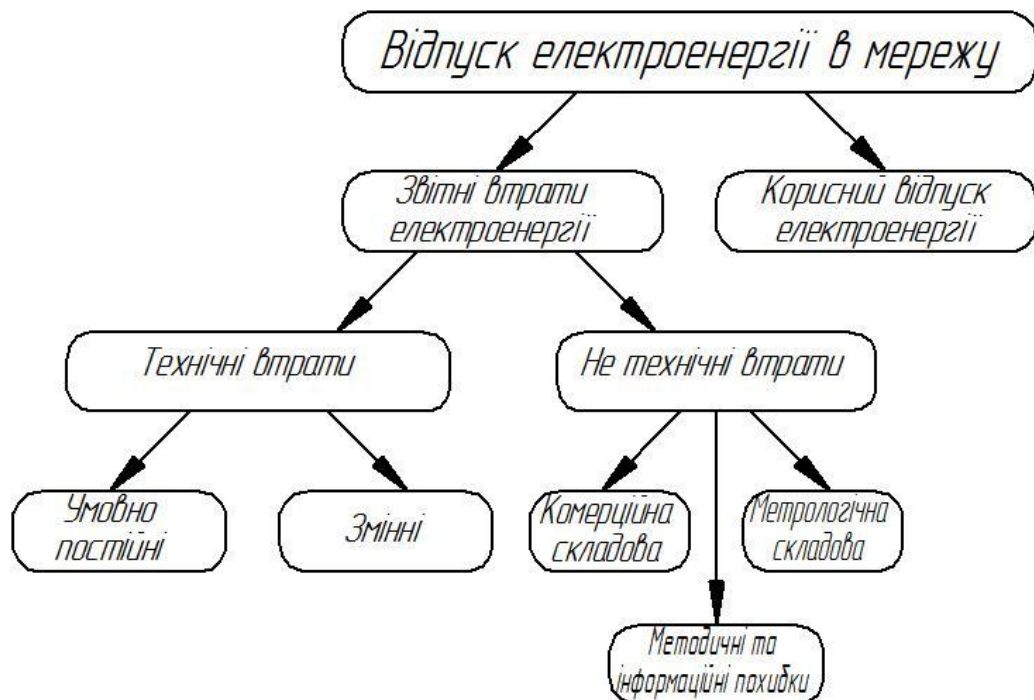 Відпуск електроенергії в мережу
Звітні втрати
електроенергії
Корисний відпуск
електроенергії
Технічні втрати
Не технічні втрати
Умовно
постійні
Змінні
Комерційна
складова
Метрологічна
складова
Методичні та
інформаційні похибки